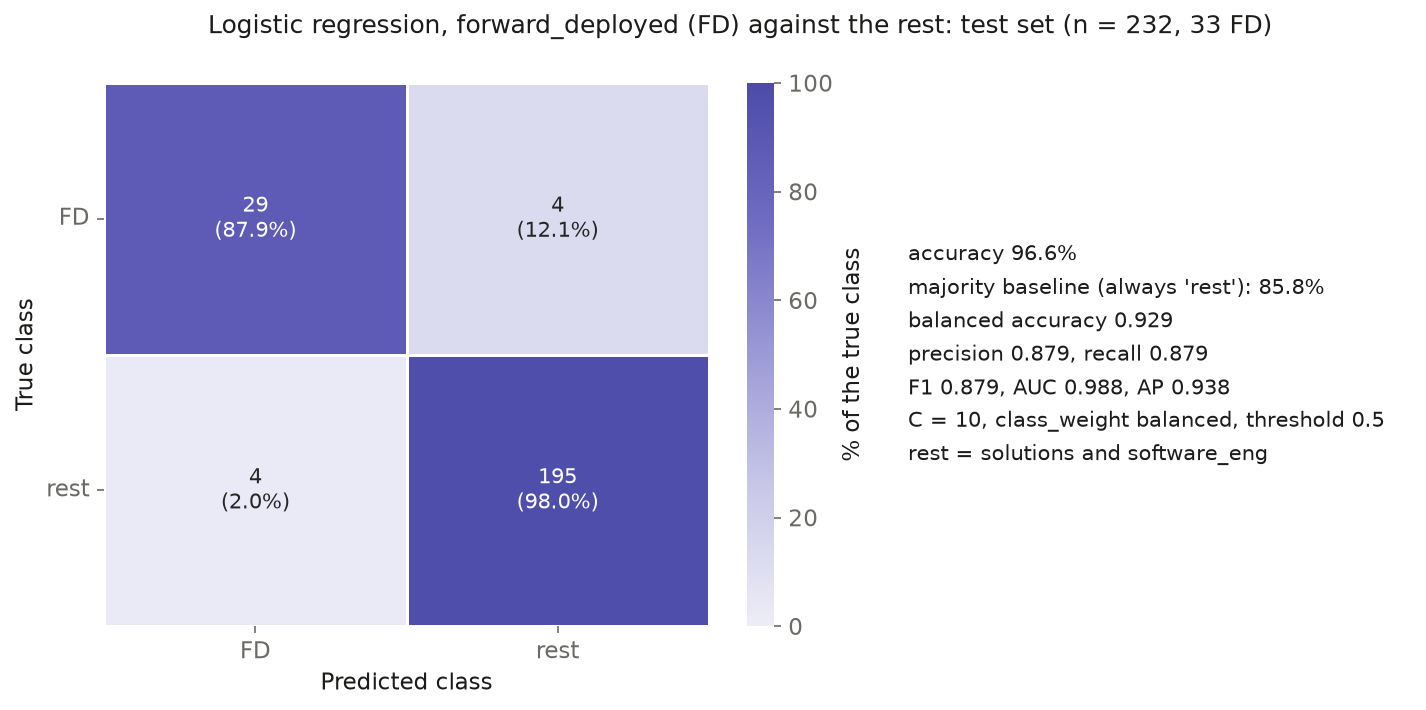 Logistic regression, forward_deployed (FD) against the rest: test set (n = 232, 33 FD)
True class
FD
rest
29
(87.9%)
4
(12.1%)
4
(2.0%)
195
(98.0%)
FD
rest
Predicted class
100
80
60
40
20
0
% of the true class
accuracy 96.6%
majority baseline (always 'rest'): 85.8%
balanced accuracy 0.929
precision 0.879, recall 0.879
F1 0.879, AUC 0.988, AP 0.938
C = 10, class_weight balanced, threshold 0.5
rest = solutions and software_eng